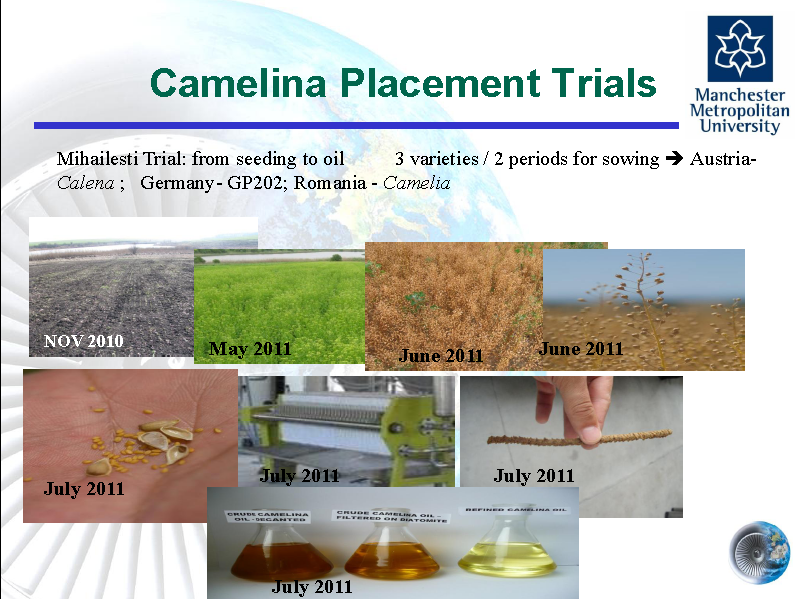 Camelina Placement Trials
Manchester
Metropolitan
University
Mihailesti Trial: from seeding to oil 3 varieties / 2 periods for sowing ➔ Austria-
Calena ; Germany- GP202; Romania - Camelia
NOV 2010
May 2011
June 2011
June 2011
July 2011
July 2011
July 2011
CRUDE CAMELINA
OIL -DECANTED
CRUDE CAMELINA OIL –
FILTERED ON DIATOMITE
REFINED CAMELINA OIL
July 2011